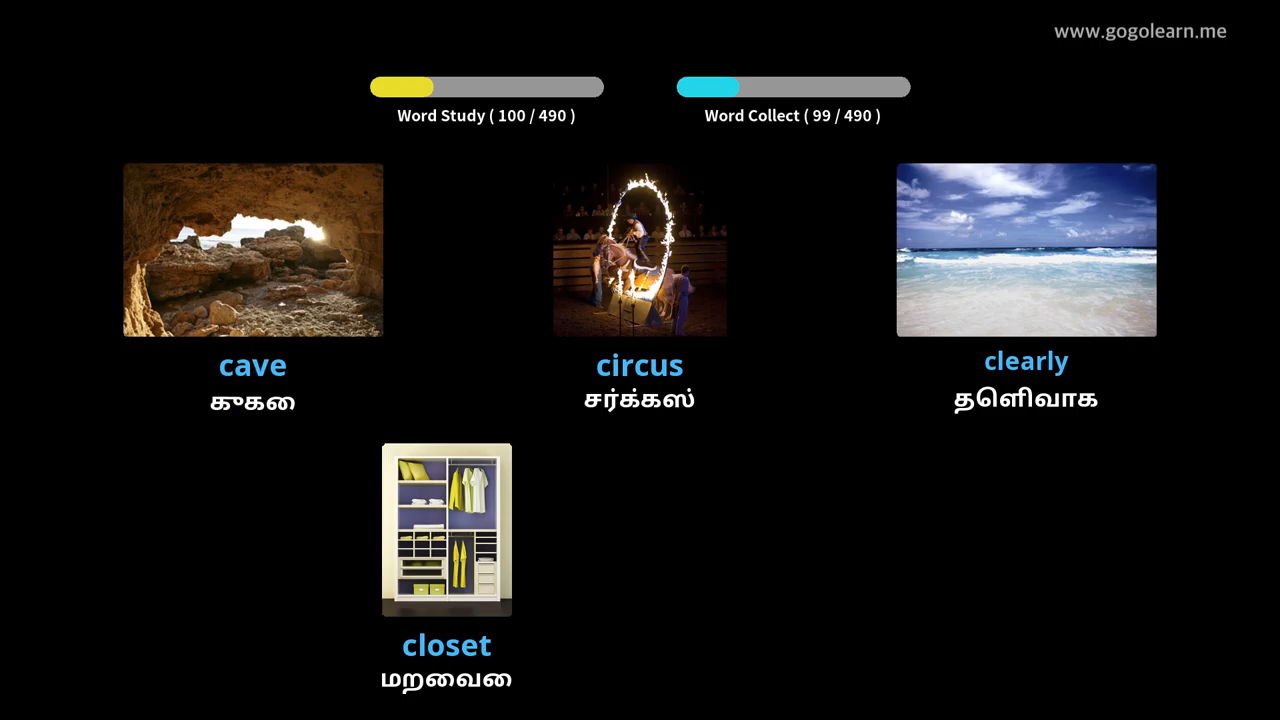 www.gogolearn.me
Word Study ( 100 / 490 )
Word Collect ( 99 / 490 )
cave
குகை
circus
சர்க்கஸ்
clearly
தெளிவாக
closet
மறைவை